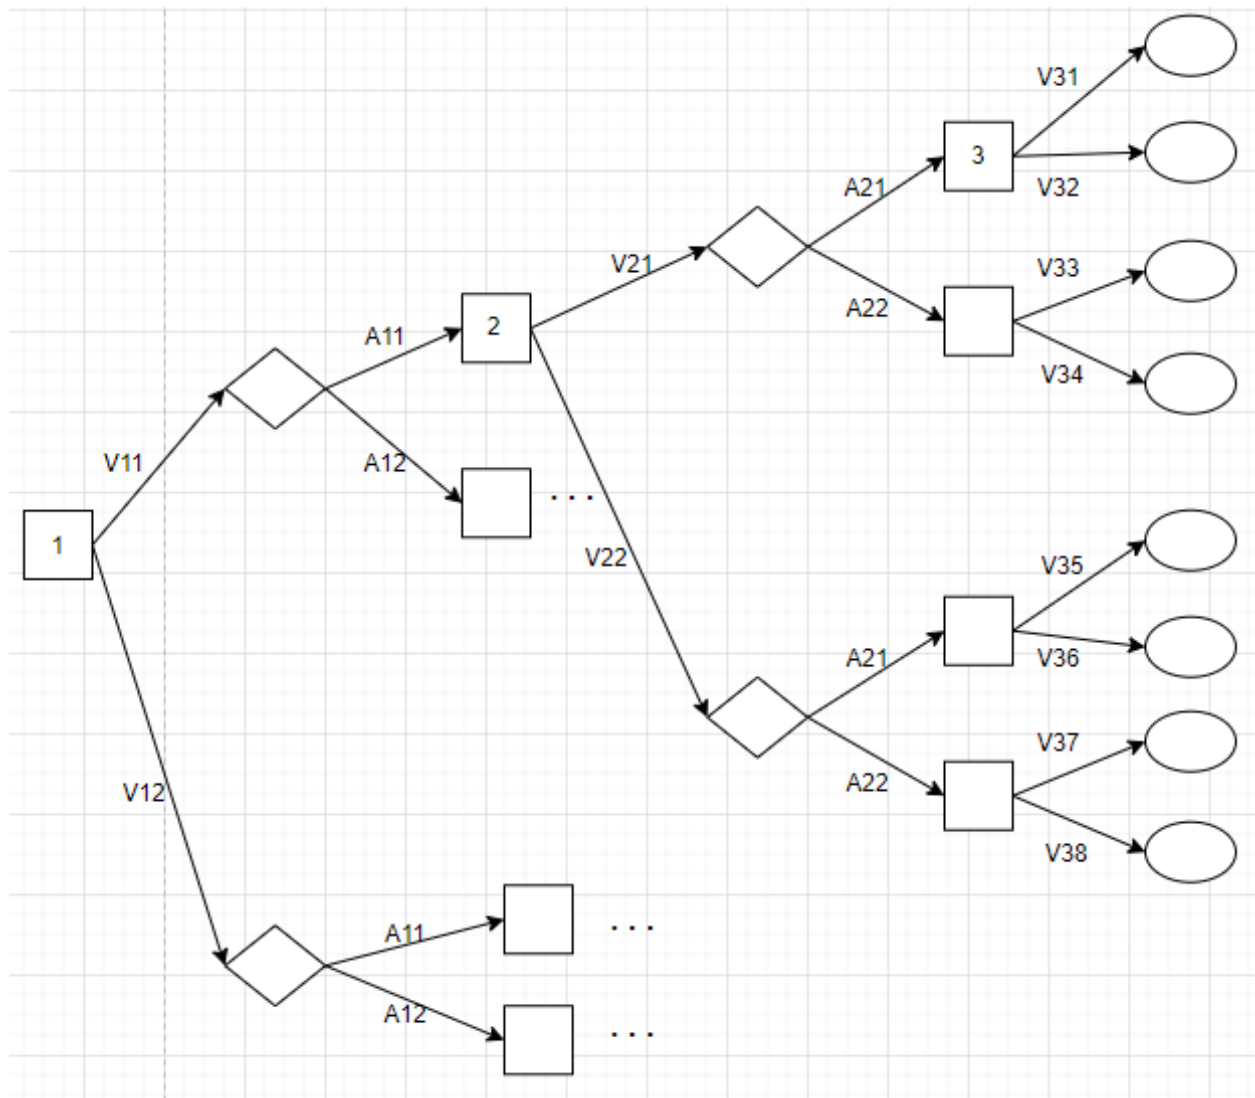 V31
3
A21
V32
V21
V33
A22
2
A11
V34
V11
A12
. . .
1
V22
V35
A21
V36
V37
A22
V12
V38
A11
. . .
A12
. . .